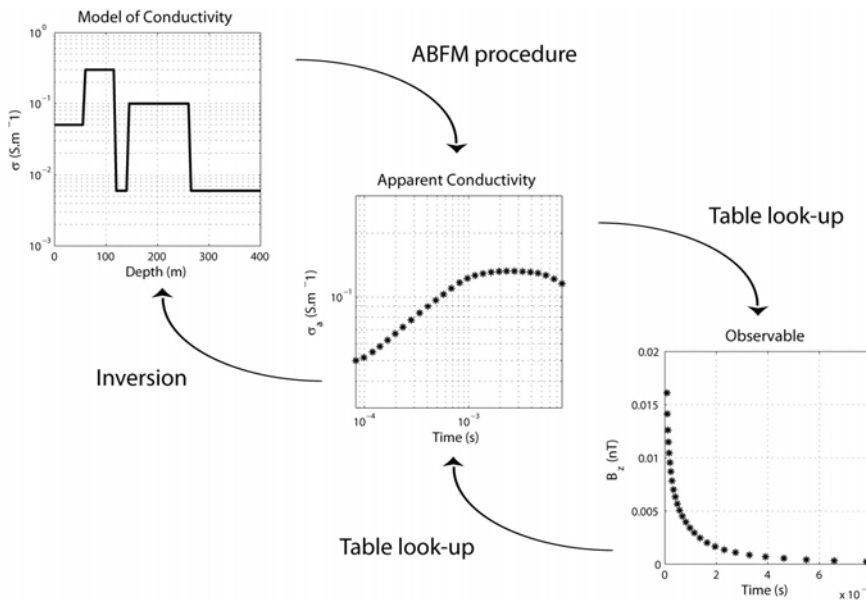 Model of Conductivity
10^0
10^-1
10^-2
10^-3
σ (S.m^-1)
0 100 200 300 400
Depth (m)
ABFM procedure
Apparent Conductivity
10^-1
σ_a (S.m^-1)
10^-4 10^-3
Time (s)
Table look-up
Inversion
Observable
0.02
0.015
0.01
0.005
0
B_z (nT)
0 2 4 6
Time (s)
Table look-up